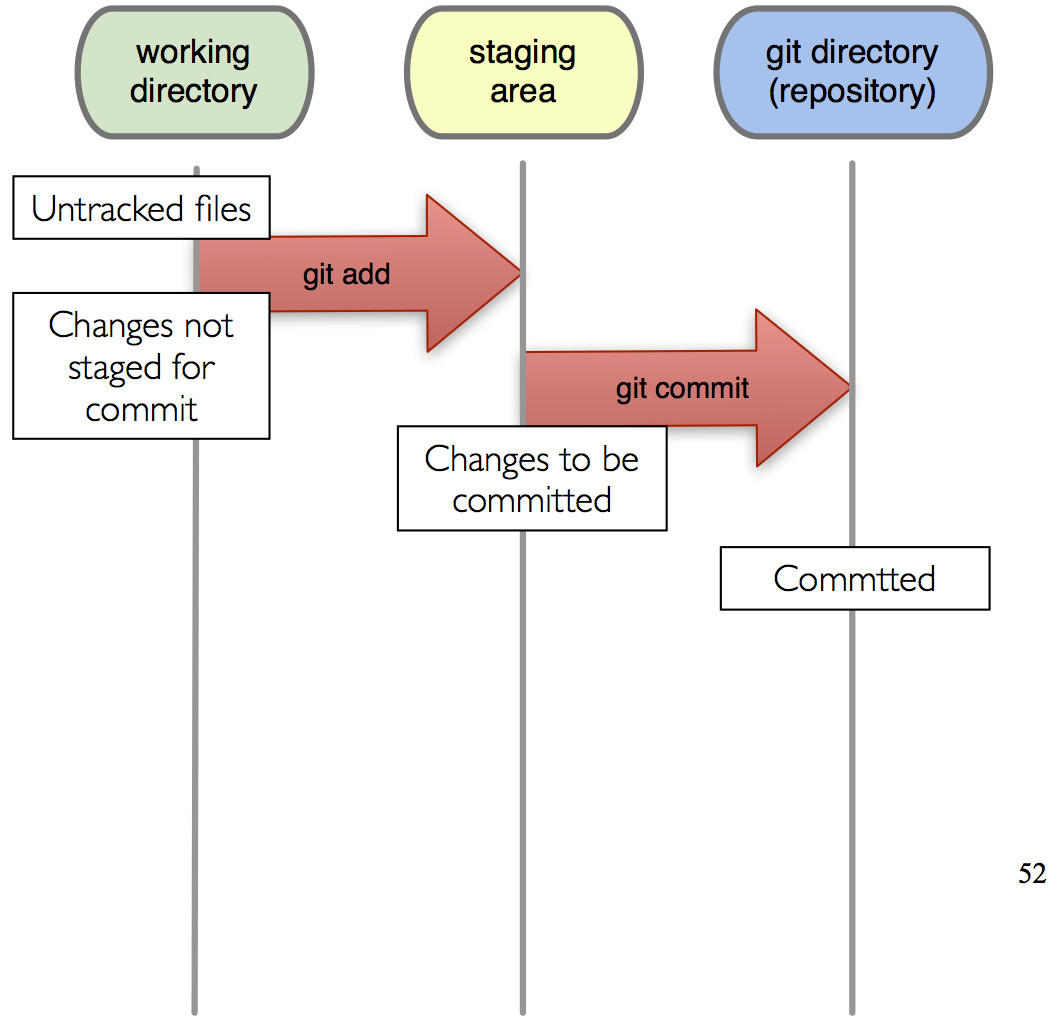 working
directory
staging
area
git directory
(repository)
Untracked files
git add
Changes not
staged for
commit
git commit
Changes to be
committed
Commtted
52